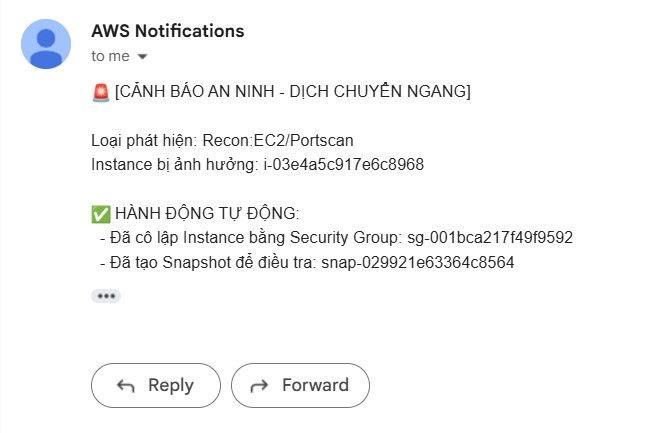 AWS Notifications
to me
🚨 [CẢNH BÁO AN NINH - DỊCH CHUYỂN NGANG]
Loại phát hiện: Recon:EC2/Portscan
Instance bị ảnh hưởng: i-03e4a5c917e6c8968
✅ HÀNH ĐỘNG TỰ ĐỘNG:
- Đã cô lập Instance bằng Security Group: sg-001bca217f49f9592
- Đã tạo Snapshot để điều tra: snap-029921e63364c8564
Reply Forward